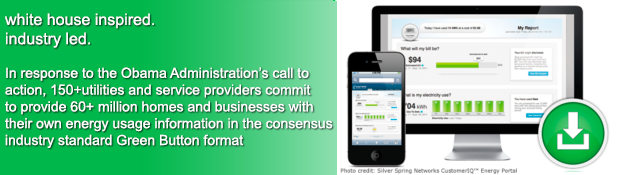 white house inspired.
industry led.
In response to the Obama Administration's call to
action, 150+utilities and service providers commit
to provide 60+ million homes and businesses with
their own energy usage information in the consensus
industry standard Green Button format
My Report
What will my bill be?
$94
What is my electricity use?
704 kWh
Photo credit: Silver Spring Networks CustomerIQ™ Energy Portal